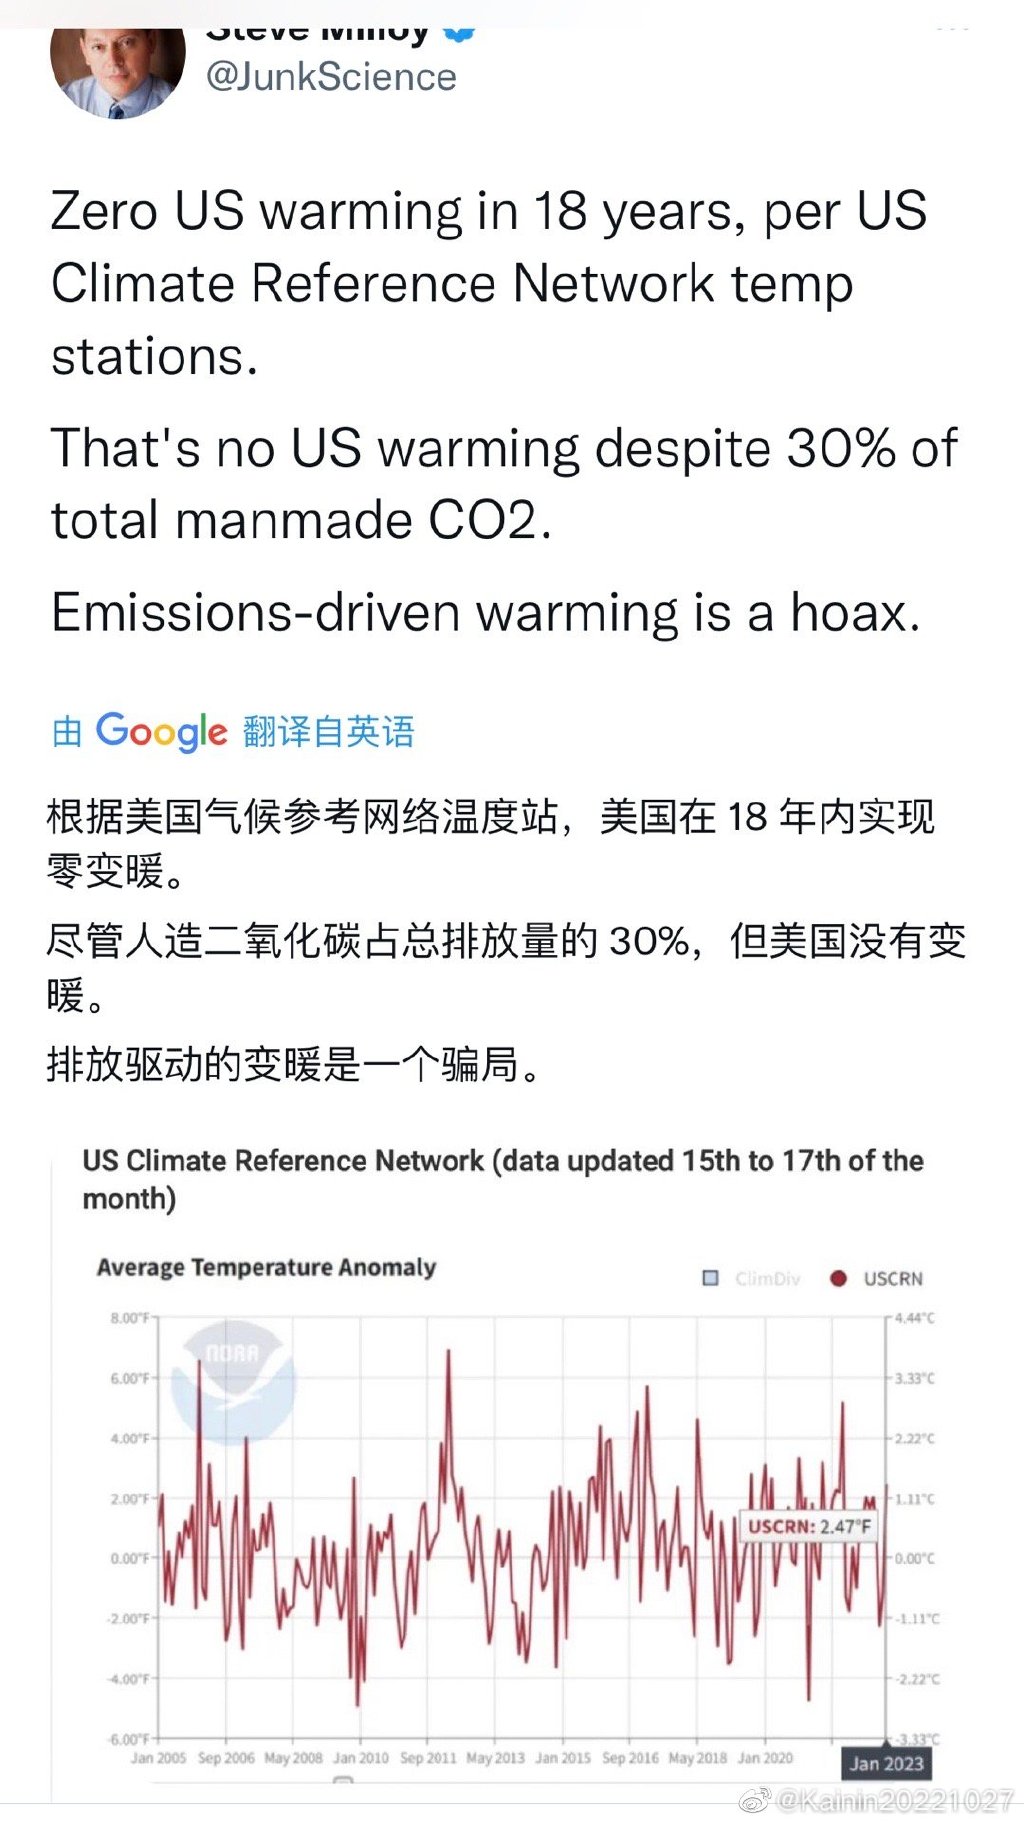 Steve Milloy
@JunkScience
Zero US warming in 18 years, per US
Climate Reference Network temp
stations.
That's no US warming despite 30% of
total manmade CO2.
Emissions-driven warming is a hoax.
由 Google 翻译自英语
根据美国气候参考网络温度站，美国在 18 年内实现
零变暖。
尽管人造二氧化碳占总排放量的 30%，但美国没有变
暖。
排放驱动的变暖是一个骗局。
US Climate Reference Network (data updated 15th to 17th of the
month)
Average Temperature Anomaly
ClimDiv USCRN
8.00°F 4.44°C
NOAA
6.00°F 3.33°C
4.00°F 2.22°C
2.00°F 1.11°C
USCRN: 2.47°F
0.00°F 0.00°C
-2.00°F -1.11°C
-4.00°F -2.22°C
-6.00°F -3.33°C
Jan 2005 Sep 2006 May 2008 Jan 2010 Sep 2011 May 2013 Jan 2015 Sep 2016 May 2018 Jan 2020
Jan 2023
@Kainin20221027